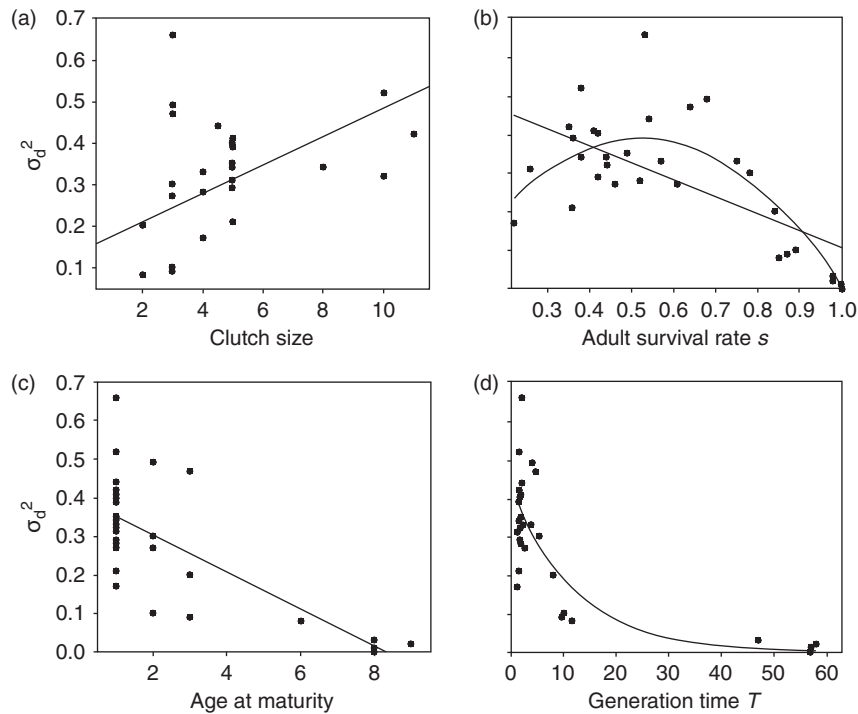 (a)
0.7
0.6
0.5
0.4
0.3
0.2
0.1
σd²
2 4 6 8 10
Clutch size
(b)
0.3 0.4 0.5 0.6 0.7 0.8 0.9 1.0
Adult survival rate s
(c)
0.7
0.6
0.5
0.4
0.3
0.2
0.1
0.0
σd²
2 4 6 8
Age at maturity
(d)
0 10 20 30 40 50 60
Generation time T